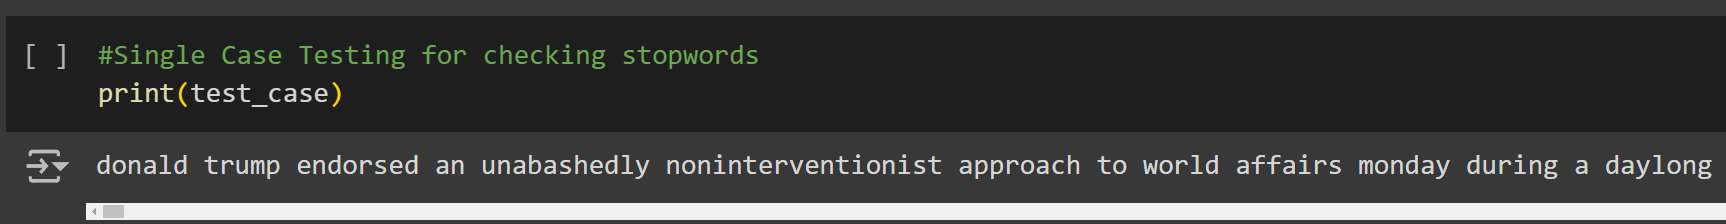 [ ] #Single Case Testing for checking stopwords
print(test_case)
donald trump endorsed an unabashedly noninterventionist approach to world affairs monday during a daylong